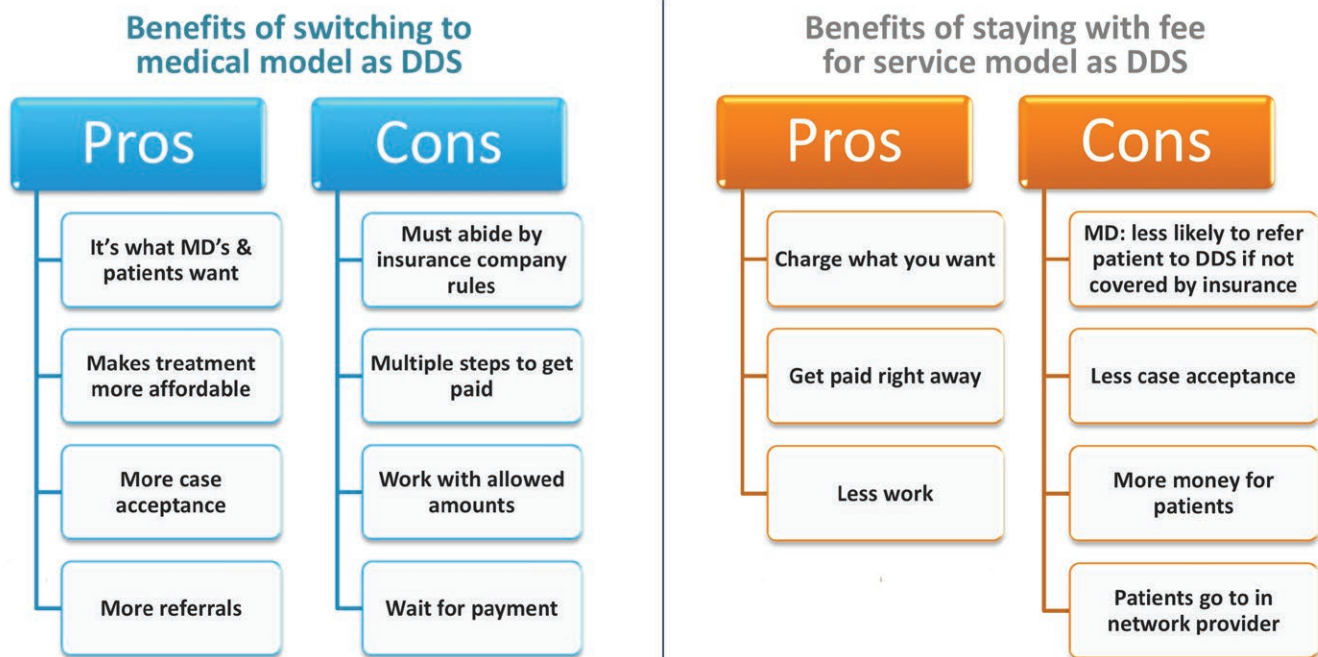 Benefits of switching to
medical model as DDS
Pros
It's what MD's &
patients want
Makes treatment
more affordable
More case
acceptance
More referrals
Cons
Must abide by
insurance company
rules
Multiple steps to get
paid
Work with allowed
amounts
Wait for payment
Benefits of staying with fee
for service model as DDS
Pros
Charge what you want
Get paid right away
Less work
Cons
MD: less likely to refer
patient to DDS if not
covered by insurance
Less case acceptance
More money for
patients
Patients go to in
network provider